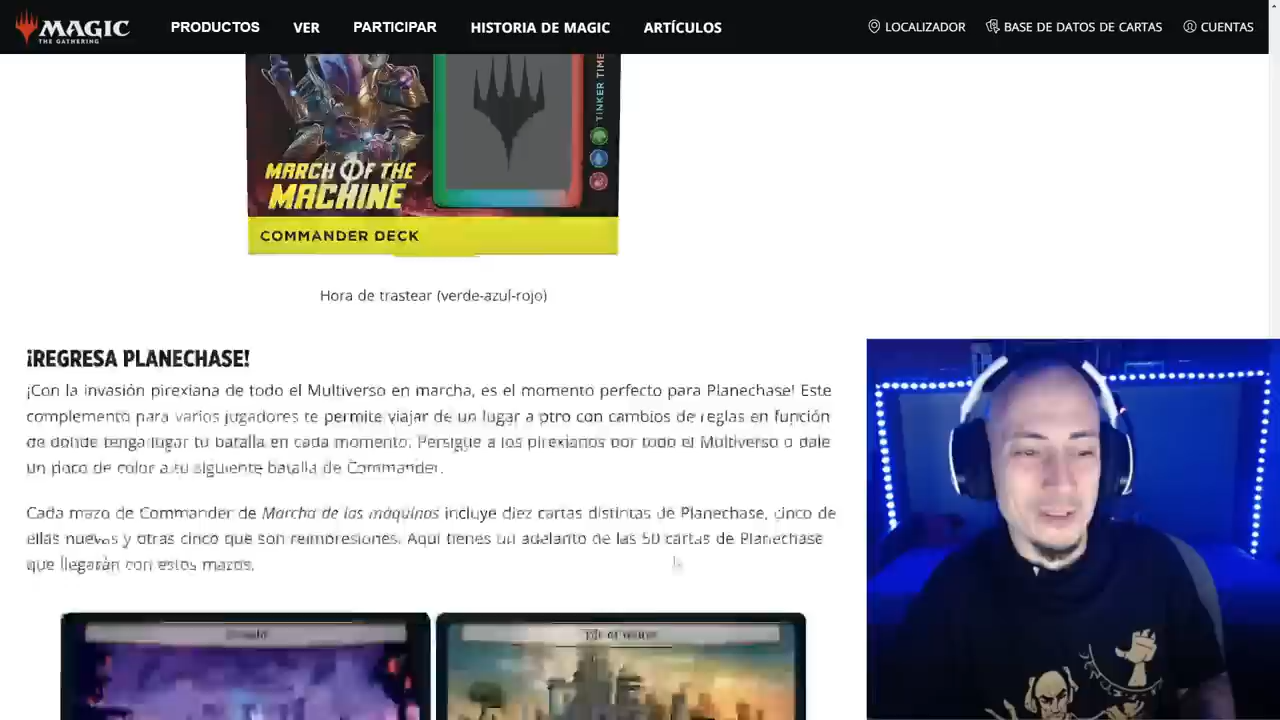 MAGIC
THE GATHERING
PRODUCTOS
VER
PARTICIPAR
HISTORIA DE MAGIC
ARTÍCULOS
LOCALIZADOR
BASE DE DATOS DE CARTAS
CUENTAS
TINKER TIME
MARCH OF THE
MACHINE
COMMANDER DECK
Hora de trastear (verde-azul-rojo)
¡REGRESA PLANECHASE!
¡Con la invasión pirexiana de todo el Multiverso en marcha, es el momento perfecto para Planechase! Este
complemento para varios jugadores te permite viajar de un lugar a otro con cambios de reglas en función
de dónde tenga lugar tu batalla en cada momento. Persigue a los pirexianos por todo el Multiverso o dale
un poco de color a tu siguiente batalla de Commander.
Cada mazo de Commander de Marcha de las máquinas incluye diez cartas distintas de Planechase, cinco de
ellas nuevas y otras cinco que son reimpresiones. Aquí tienes un adelanto de las 50 cartas de Planechase
que llegarán con estos mazos.